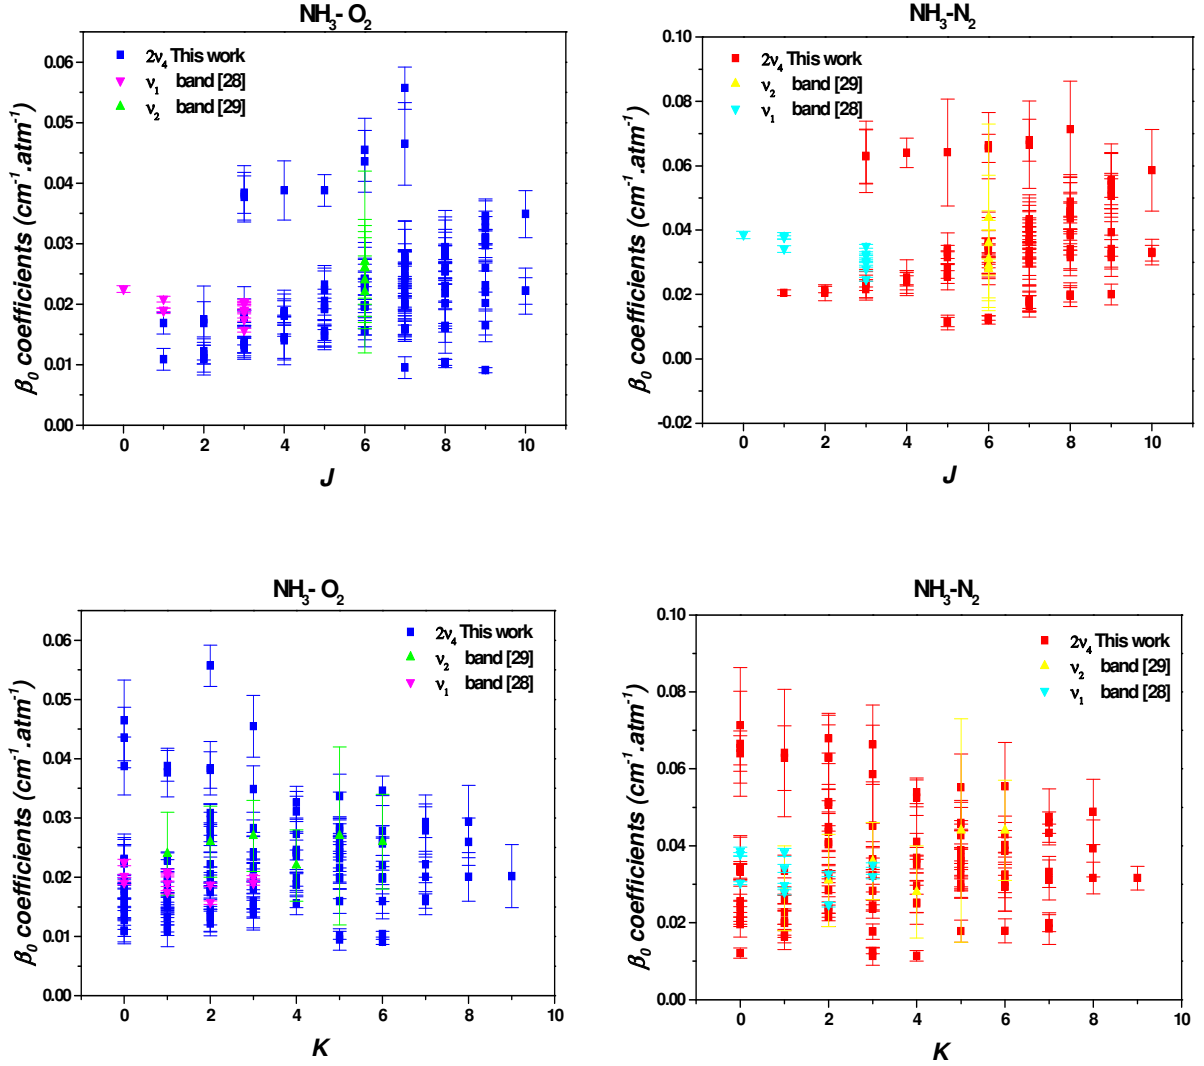 NH3- O2
0.06
0.05
0.04
0.03
0.02
0.01
0.00
0 2 4 6 8 10
β0 coefficients (cm-1.atm-1)
J
2ν4 This work
ν1 band [28]
ν2 band [29]
NH3-N2
0.10
0.08
0.06
0.04
0.02
0.00
-0.02
0 2 4 6 8 10
β0 coefficients (cm-1.atm-1)
J
2ν4 This work
ν2 band [29]
ν1 band [28]
NH3- O2
0.06
0.05
0.04
0.03
0.02
0.01
0.00
0 2 4 6 8 10
β0 coefficients (cm-1.atm-1)
K
2ν4 This work
ν2 band [29]
ν1 band [28]
NH3-N2
0.10
0.08
0.06
0.04
0.02
0.00
0 2 4 6 8 10
β0 coefficients (cm-1.atm-1)
K
2ν4 This work
ν2 band [29]
ν1 band [28]